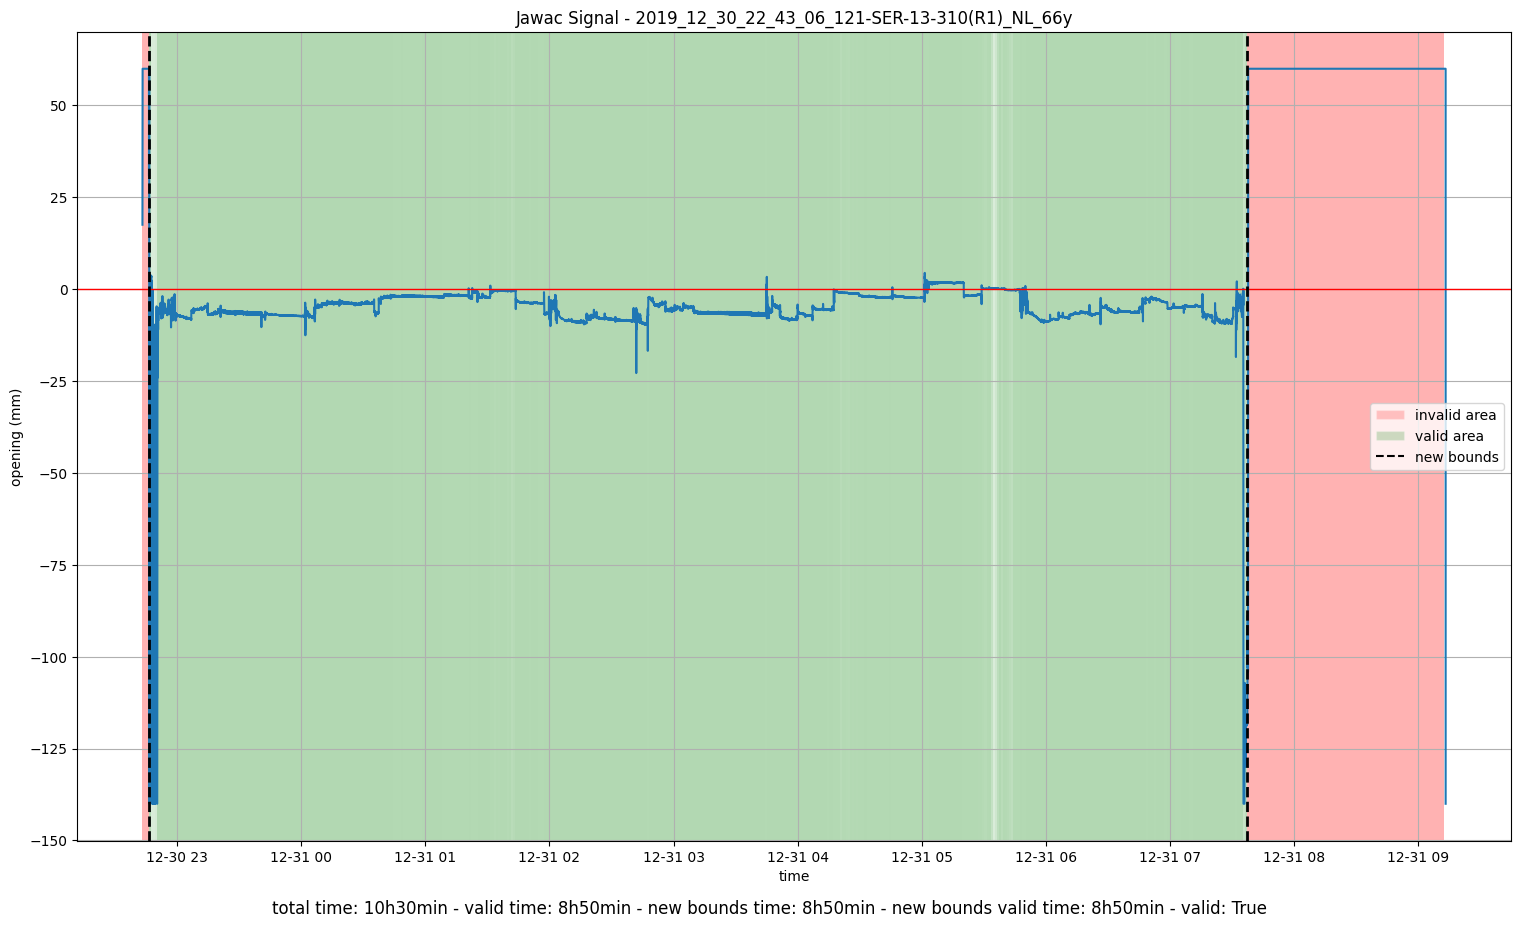 Jawac Signal - 2019_12_30_22_43_06_121-SER-13-310(R1)_NL_66y
opening (mm)
50
25
0
−25
−50
−75
−100
−125
−150
invalid area
valid area
new bounds
12-30 23
12-31 00
12-31 01
12-31 02
12-31 03
12-31 04
12-31 05
12-31 06
12-31 07
12-31 08
12-31 09
time
total time: 10h30min - valid time: 8h50min - new bounds time: 8h50min - new bounds valid time: 8h50min - valid: True